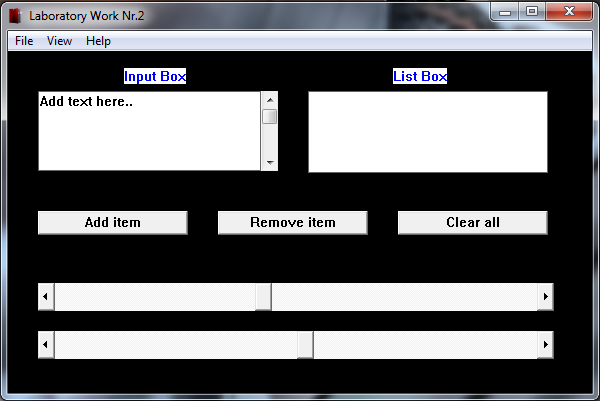 Laboratory Work Nr.2
File View Help
Input Box List Box
Add text here..
Add item Remove item Clear all